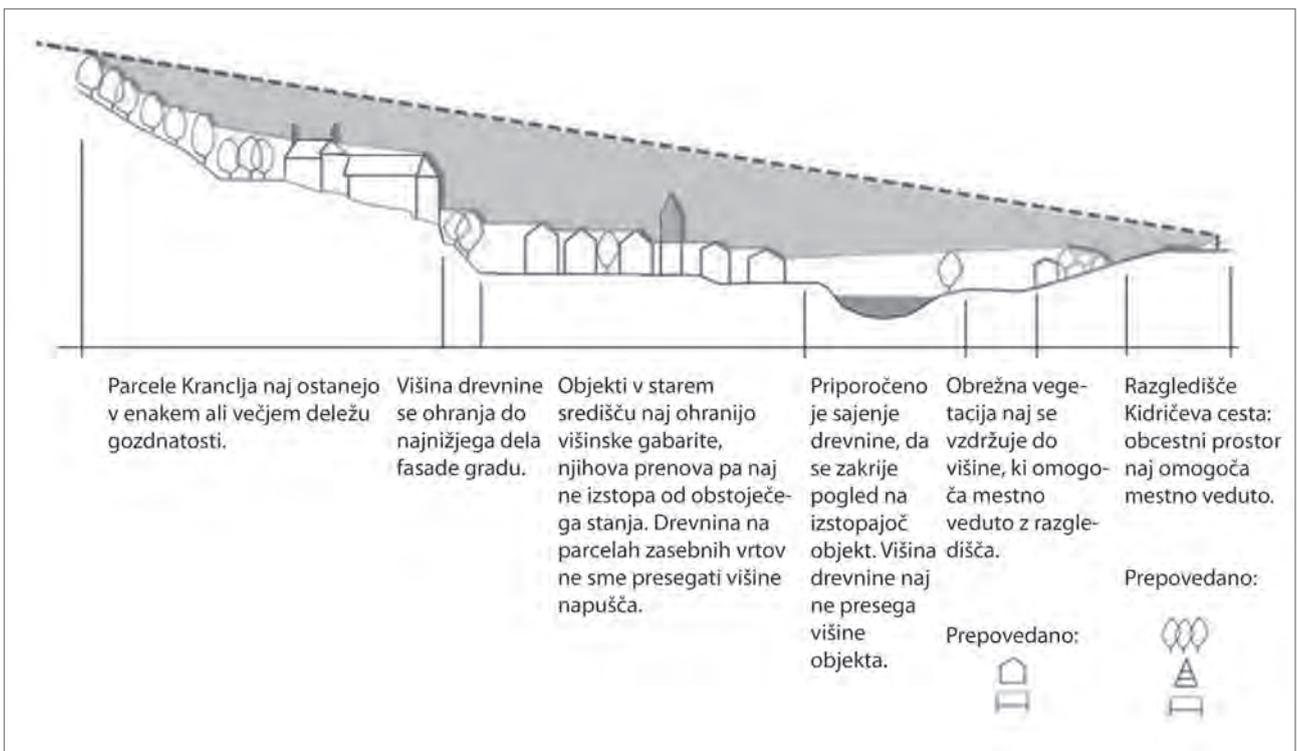 Parcele Kranclja naj ostanejo
v enakem ali večjem deležu
gozdnatosti.
Višina drevnine
se ohranja do
najnižjega dela
fasade gradu.
Objekti v starem
središču naj ohranijo
višinske gabarite,
njihova prenova pa naj
ne izstopa od obstoječe-
ga stanja. Drevnina na
parcelah zasebnih vrtov
ne sme presegati višine
napušča.
Priporočeno
je sajenje
drevnine, da
se zakrije
pogled na
izstopajoč
objekt. Višina
drevnine naj
ne presega
višine
objekta.
Obrežna vege-
tacija naj se
vzdržuje do
višine, ki omogo-
ča mestno
veduto z razgle-
dišča.
Prepovedano:
Razgledišče
Kidričeva cesta:
obcestni prostor
naj omogoča
mestno veduto.
Prepovedano: